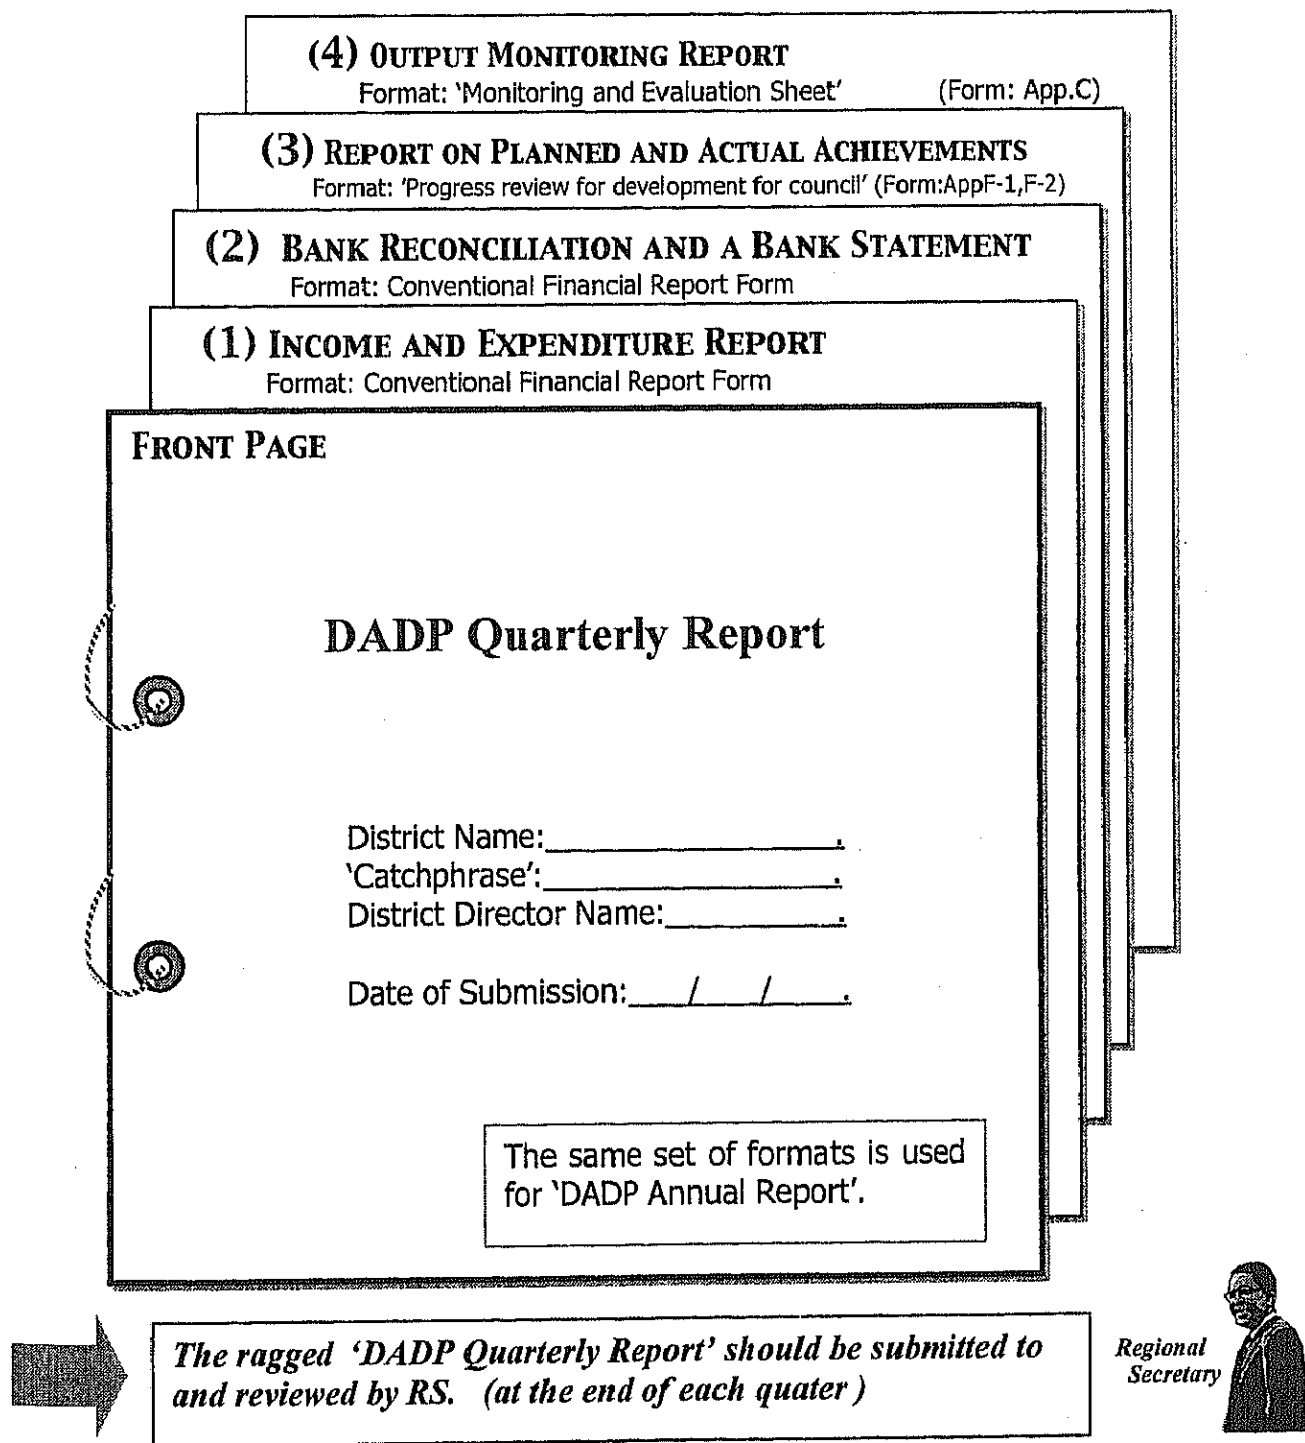 (4) OUTPUT MONITORING REPORT
Format: 'Monitoring and Evaluation Sheet' (Form: App.C)
(3) REPORT ON PLANNED AND ACTUAL ACHIEVEMENTS
Format: 'Progress review for development for council' (Form:AppF-1,F-2)
(2) BANK RECONCILIATION AND A BANK STATEMENT
Format: Conventional Financial Report Form
(1) INCOME AND EXPENDITURE REPORT
Format: Conventional Financial Report Form
FRONT PAGE
DADP Quarterly Report
District Name:____________________.
'Catchphrase':____________________.
District Director Name:____________.
Date of Submission:____/____/_____.
The same set of formats is used
for 'DADP Annual Report'.
The ragged 'DADP Quarterly Report' should be submitted to
and reviewed by RS. (at the end of each quater)
Regional
Secretary